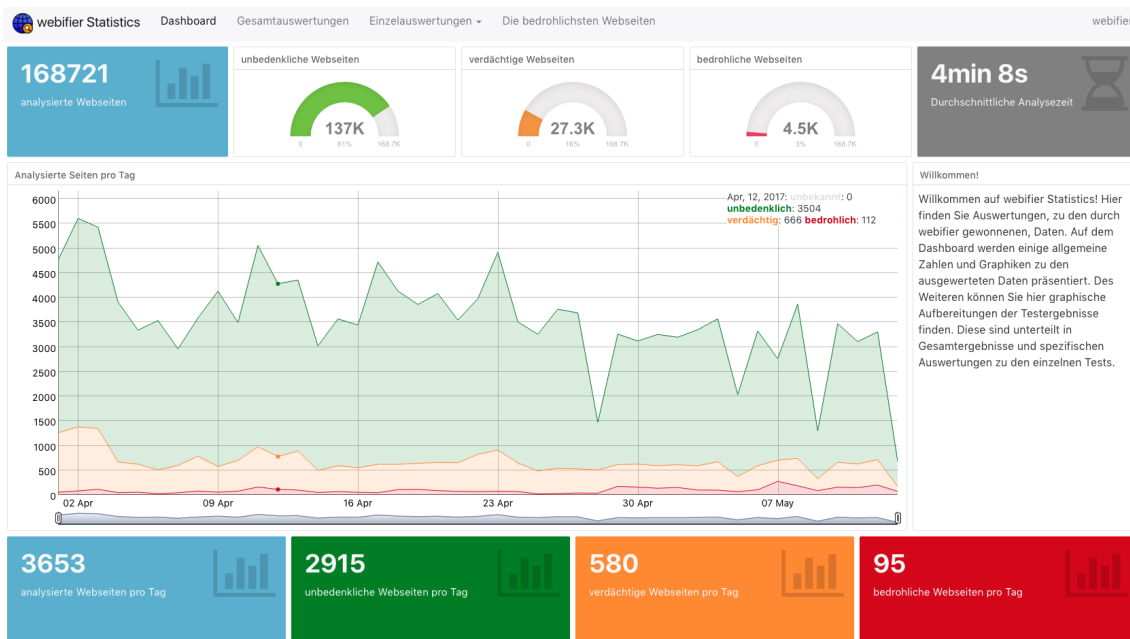 webifier Statistics Dashboard Gesamtauswertungen Einzelauswertungen Die bedrohlichsten Webseiten webifier
168721
analysierte Webseiten
unbedenkliche Webseiten
137K
0 81% 168.7K
verdächtige Webseiten
27.3K
0 16% 168.7K
bedrohliche Webseiten
4.5K
0 3% 168.7K
4min 8s
Durchschnittliche Analysezeit
Analysierte Seiten pro Tag
Apr, 12, 2017: unbekannt: 0
unbedenklich: 3504
verdächtig: 666 bedrohlich: 112
6000
5500
5000
4500
4000
3500
3000
2500
2000
1500
1000
500
0
02 Apr 09 Apr 16 Apr 23 Apr 30 Apr 07 May
Willkommen!
Willkommen auf webifier Statistics! Hier
finden Sie Auswertungen, zu den durch
webifier gewonnenen, Daten. Auf dem
Dashboard werden einige allgemeine
Zahlen und Graphiken zu den
ausgewerteten Daten präsentiert. Des
Weiteren können Sie hier graphische
Aufbereitungen der Testergebnisse
finden. Diese sind unterteilt in
Gesamtergebnisse und spezifischen
Auswertungen zu den einzelnen Tests.
3653
analysierte Webseiten pro Tag
2915
unbedenkliche Webseiten pro Tag
580
verdächtige Webseiten pro Tag
95
bedrohliche Webseiten pro Tag